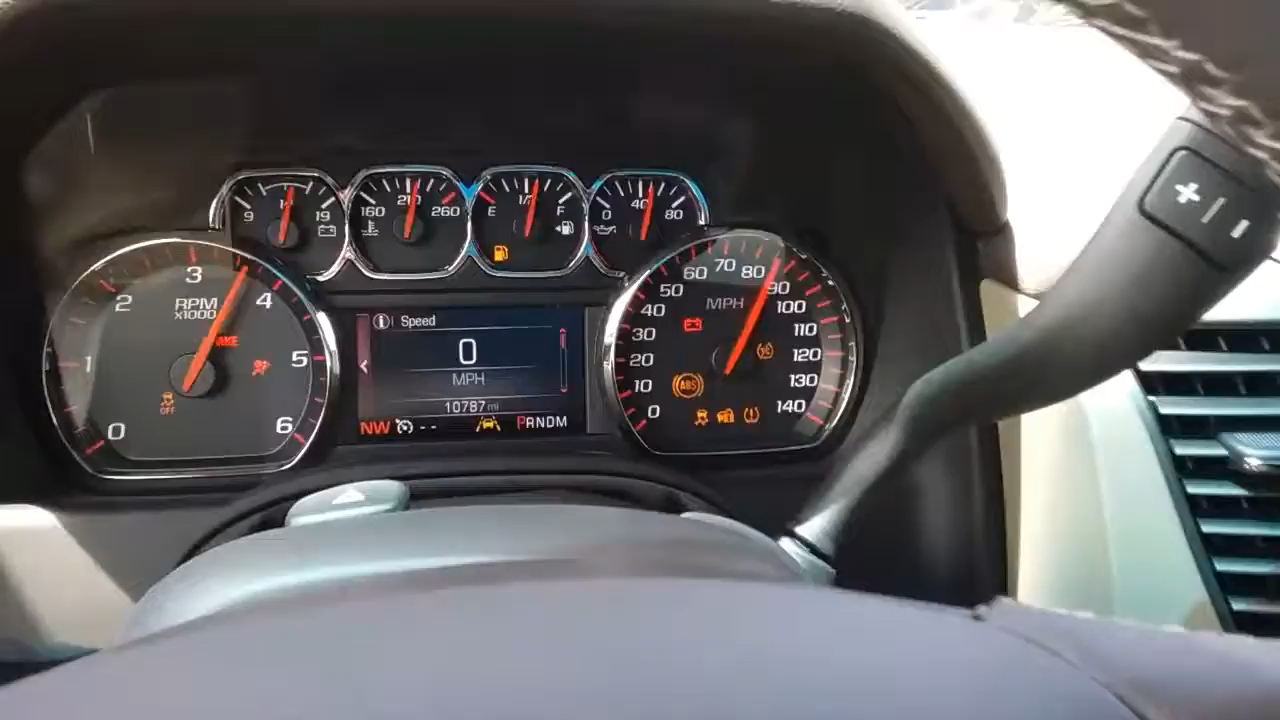 9 14 19
160 210 260
E 1/2 F
0 40 80
0 1 2 3 4 5 6
RPM
x1000
OFF
i Speed
0
MPH
10787 mi
NW -- PRNDM
0 10 20 30 40 50 60 70 80 90 100 110 120 130 140
MPH
ABS